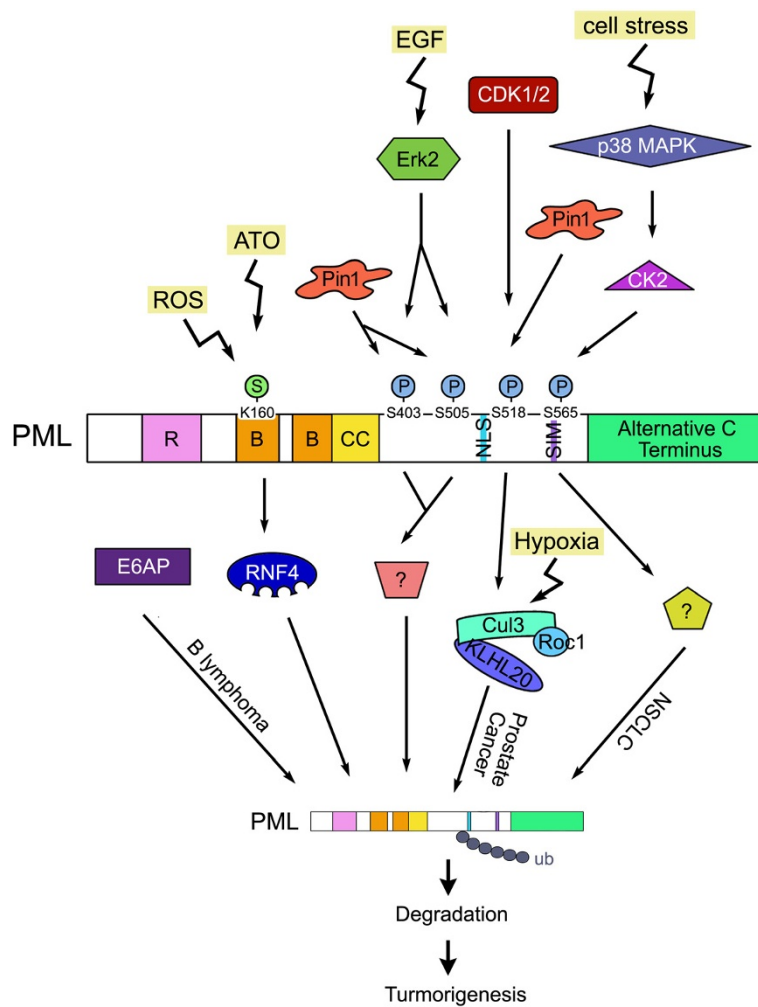 EGF
cell stress
CDK1/2
Erk2
p38 MAPK
Pin1
ATO
Pin1
CK2
ROS
S
P
P
P
P
K160
S403
S505
S518
S565
PML
R
B
B
CC
NLS
SIM
Alternative C
Terminus
Hypoxia
E6AP
RNF4
?
?
Cul3
Roc1
KLHL20
B lymphoma
Prostate
Cancer
NSCLC
PML
ub
Degradation
Turmorigenesis